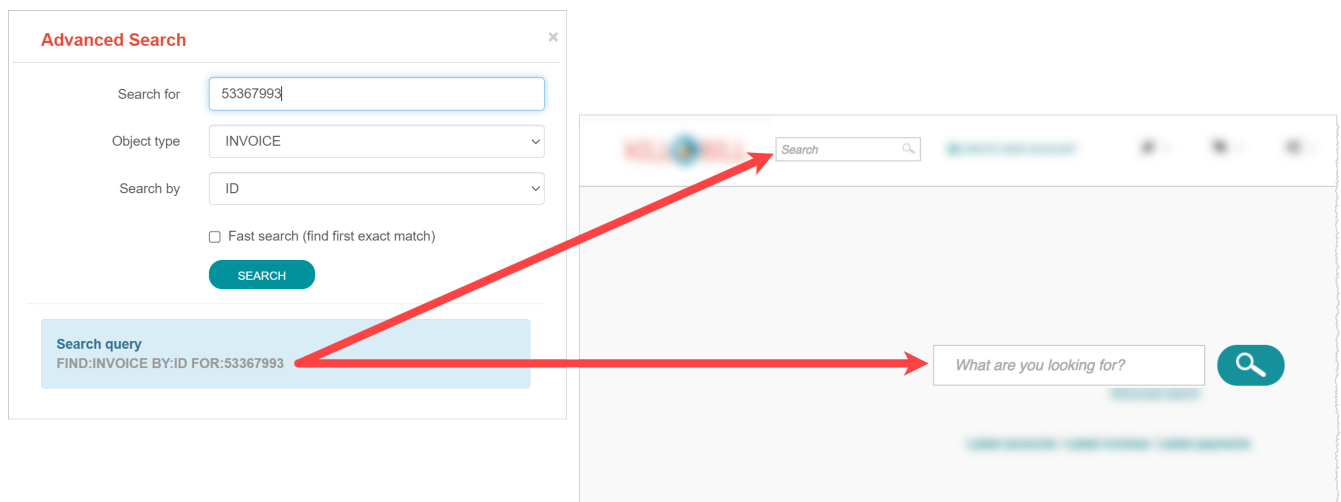 Advanced Search
×
Search for
53367993
Object type
INVOICE
Search by
ID
Fast search (find first exact match)
SEARCH
Search query
FIND:INVOICE BY:ID FOR:53367993
Search
What are you looking for?